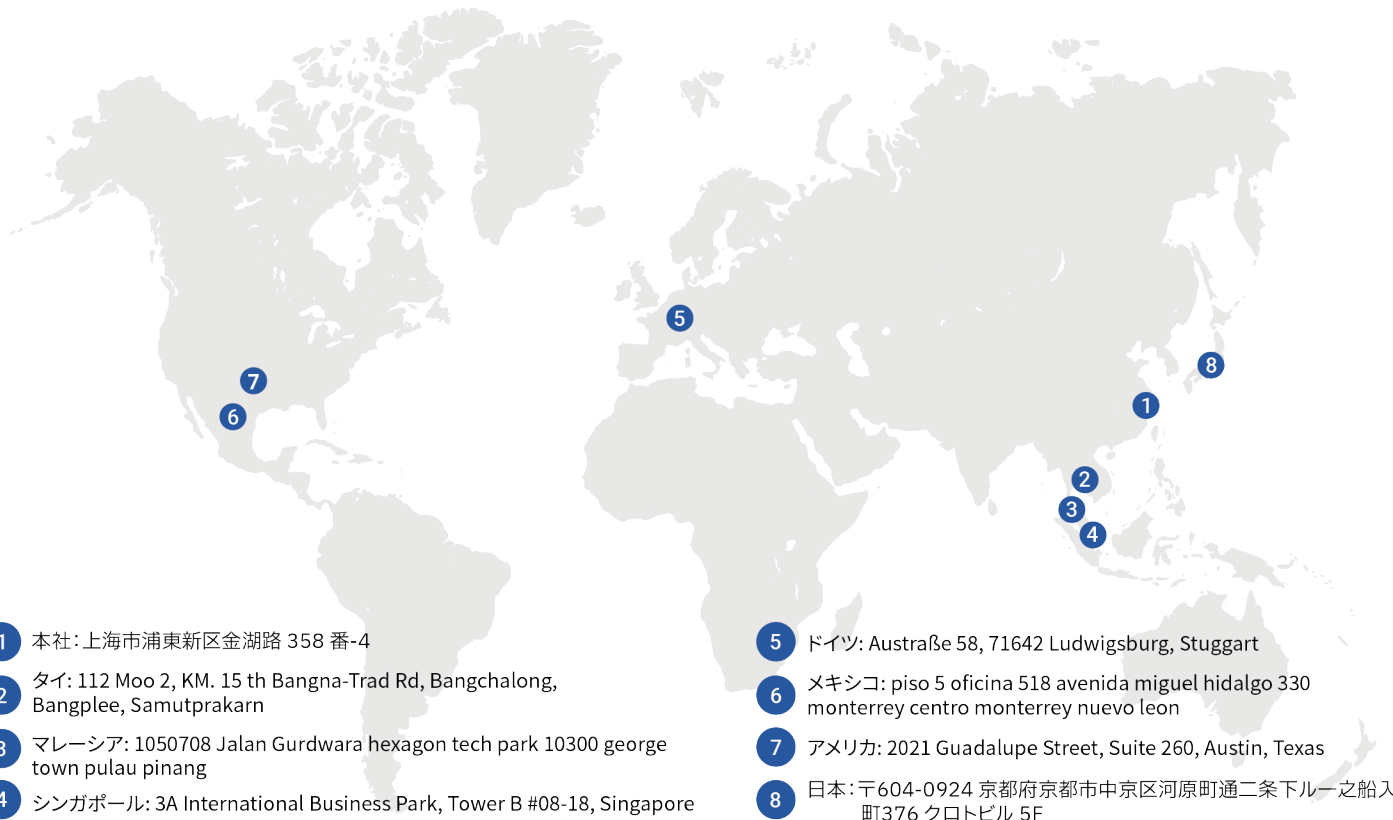 5
8
7
1
6
2
3
4
1 本社：上海市浦東新区金湖路 358 番-4
2 タイ: 112 Moo 2, KM. 15 th Bangna-Trad Rd, Bangchalong,
Bangplee, Samutprakarn
3 マレーシア: 1050708 Jalan Gurdwara hexagon tech park 10300 george
town pulau pinang
4 シンガポール: 3A International Business Park, Tower B #08-18, Singapore
5 ドイツ: Austraße 58, 71642 Ludwigsburg, Stuggart
6 メキシコ: piso 5 oficina 518 avenida miguel hidalgo 330
monterrey centro monterrey nuevo leon
7 アメリカ: 2021 Guadalupe Street, Suite 260, Austin, Texas
8 日本：〒604-0924 京都府京都市中京区河原町通二条下ル一之船入
町376 クロトビル 5F